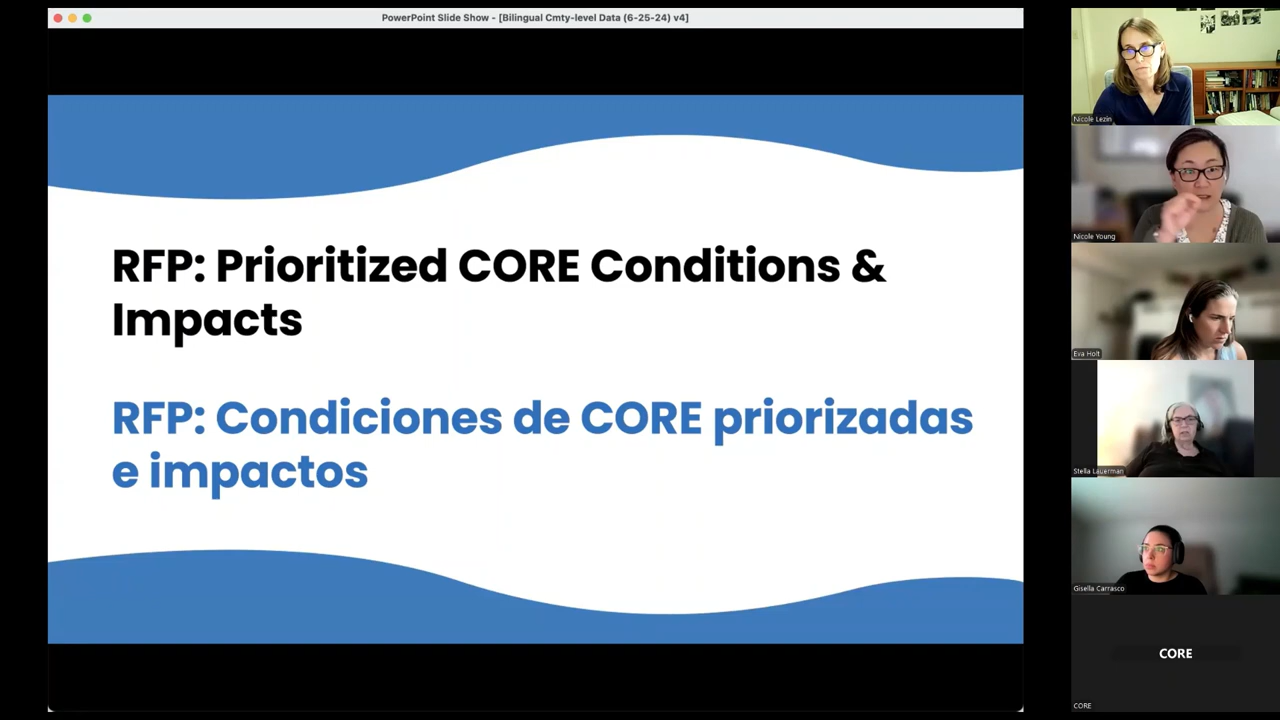 PowerPoint Slide Show - [Bilingual Cmty-level Data (6-25-24) v4]
RFP: Prioritized CORE Conditions &
Impacts
RFP: Condiciones de CORE priorizadas
e impactos
Nicole Lezin
Nicole Young
Eva Holt
Stella Lauerman
Gisella Carrasco
CORE
CORE